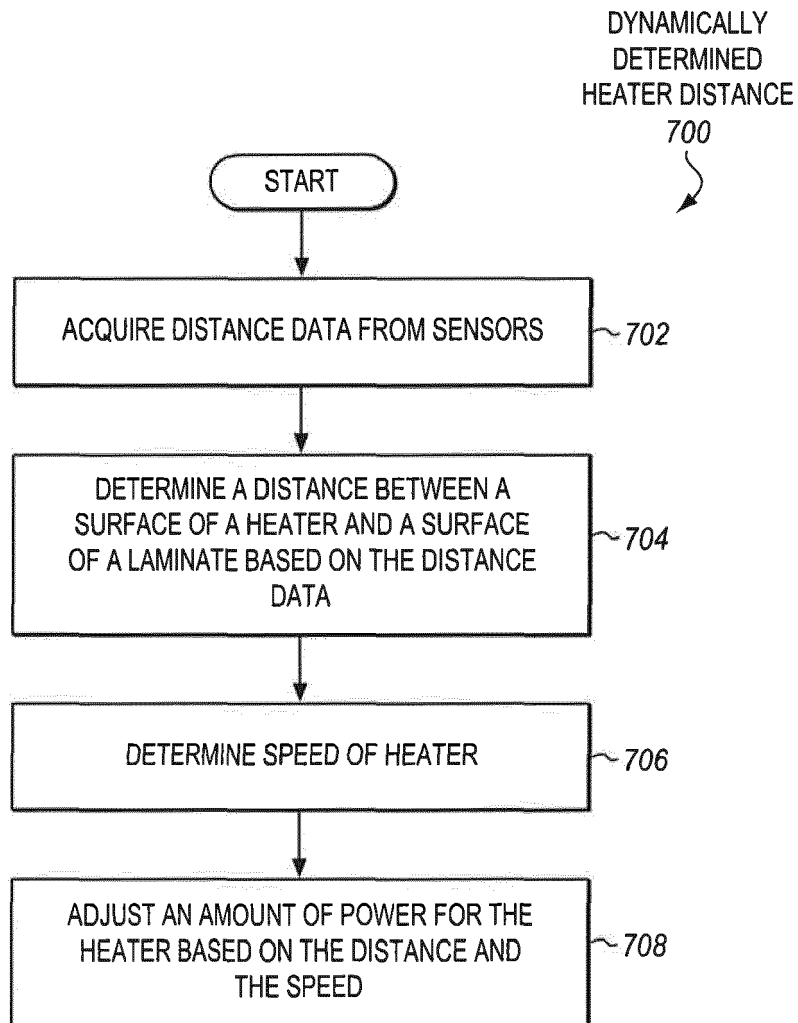 DYNAMICALLY
DETERMINED
HEATER DISTANCE
700
START
ACQUIRE DISTANCE DATA FROM SENSORS
702
DETERMINE A DISTANCE BETWEEN A
SURFACE OF A HEATER AND A SURFACE
OF A LAMINATE BASED ON THE DISTANCE
DATA
704
DETERMINE SPEED OF HEATER
706
ADJUST AN AMOUNT OF POWER FOR THE
HEATER BASED ON THE DISTANCE AND
THE SPEED
708